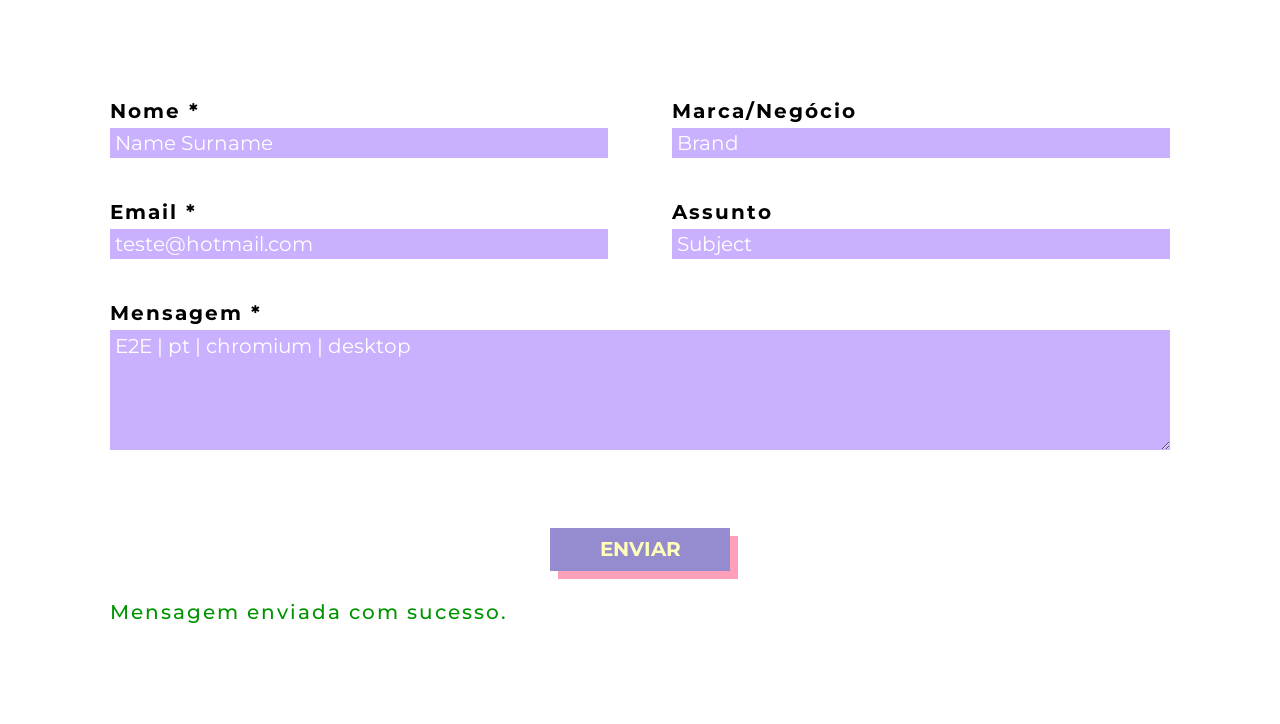 Nome *
Name Surname
Marca/Negócio
Brand
Email *
teste@hotmail.com
Assunto
Subject
Mensagem *
E2E | pt | chromium | desktop
ENVIAR
Mensagem enviada com sucesso.